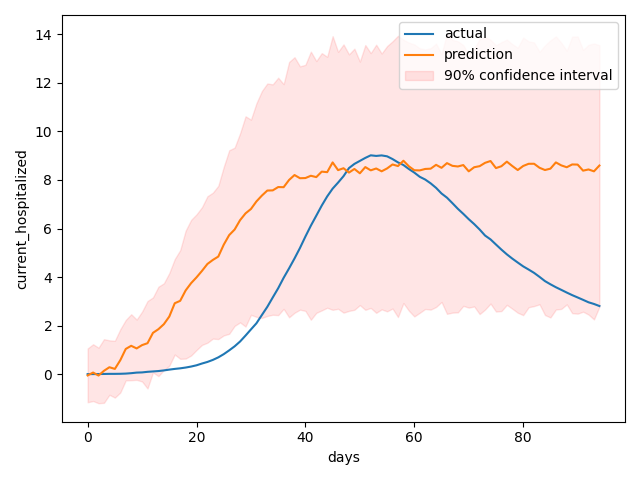 14
12
10
8
6
4
2
0
current_hospitalized
actual
prediction
90% confidence interval
0
20
40
60
80
days